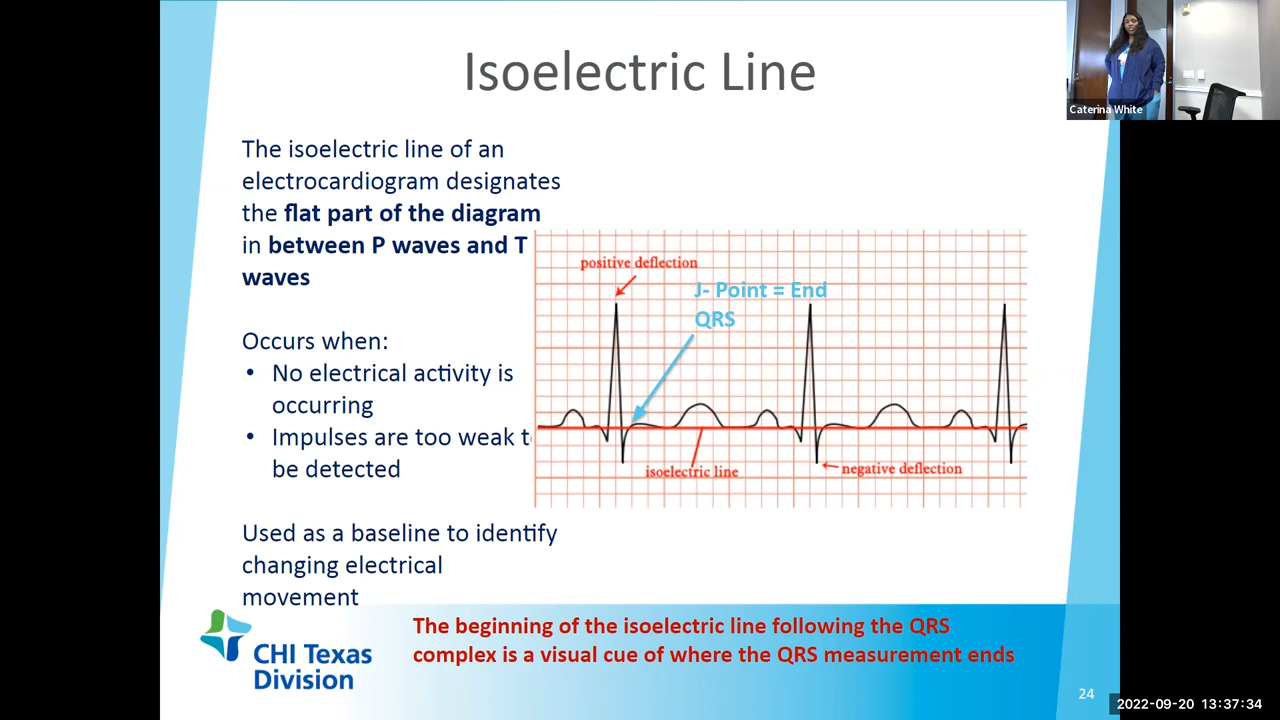 Isoelectric Line
Caterina White
The isoelectric line of an
electrocardiogram designates
the flat part of the diagram
in between P waves and T
waves
Occurs when:
• No electrical activity is
occurring
• Impulses are too weak t
be detected
Used as a baseline to identify
changing electrical
movement
positive deflection
J- Point = End
QRS
isoelectric line
negative deflection
The beginning of the isoelectric line following the QRS
complex is a visual cue of where the QRS measurement ends
CHI Texas
Division
24
2022-09-20 13:37:34